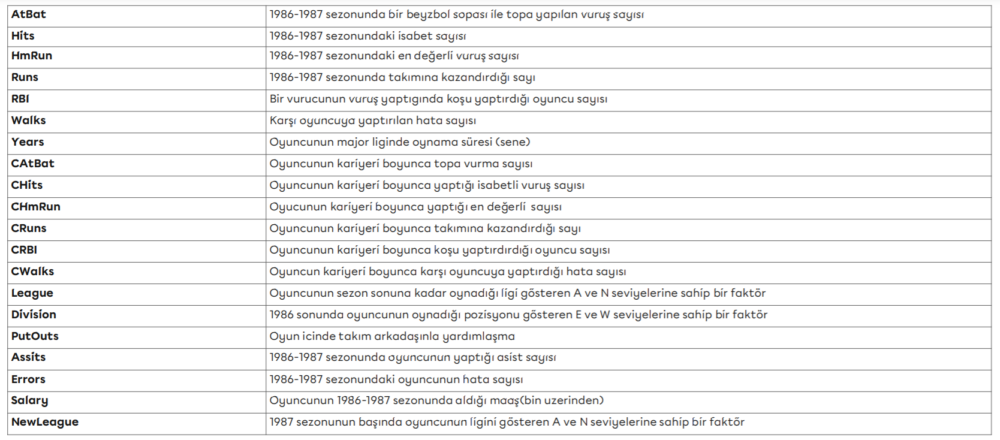 AtBat 1986-1987 sezonunda bir beyzbol sopası ile topa yapılan vuruş sayısı
Hits 1986-1987 sezonundaki isabet sayısı
HmRun 1986-1987 sezonundaki en değerli vuruş sayısı
Runs 1986-1987 sezonunda takımına kazandırdığı sayı
RBI Bir vurucunun vuruş yaptıgında koşu yaptırdığı oyuncu sayısı
Walks Karşı oyuncuya yaptırılan hata sayısı
Years Oyuncunun major liginde oynama süresi (sene)
CAtBat Oyuncunun kariyeri boyunca topa vurma sayısı
CHits Oyuncunun kariyeri boyunca yaptığı isabetli vuruş sayısı
CHmRun Oyucunun kariyeri boyunca yaptığı en değerli sayısı
CRuns Oyuncunun kariyeri boyunca takımına kazandırdığı sayı
CRBI Oyuncunun kariyeri boyunca koşu yaptırdırdığı oyuncu sayısı
CWalks Oyuncun kariyeri boyunca karşı oyuncuya yaptırdığı hata sayısı
League Oyuncunun sezon sonuna kadar oynadığı ligi gösteren A ve N seviyelerine sahip bir faktör
Division 1986 sonunda oyuncunun oynadığı pozisyonu gösteren E ve W seviyelerine sahip bir faktör
PutOuts Oyun icinde takım arkadaşınla yardımlaşma
Assits 1986-1987 sezonunda oyuncunun yaptığı asist sayısı
Errors 1986-1987 sezonundaki oyuncunun hata sayısı
Salary Oyuncunun 1986-1987 sezonunda aldığı maaş(bin uzerinden)
NewLeague 1987 sezonunun başında oyuncunun ligini gösteren A ve N seviyelerine sahip bir faktör